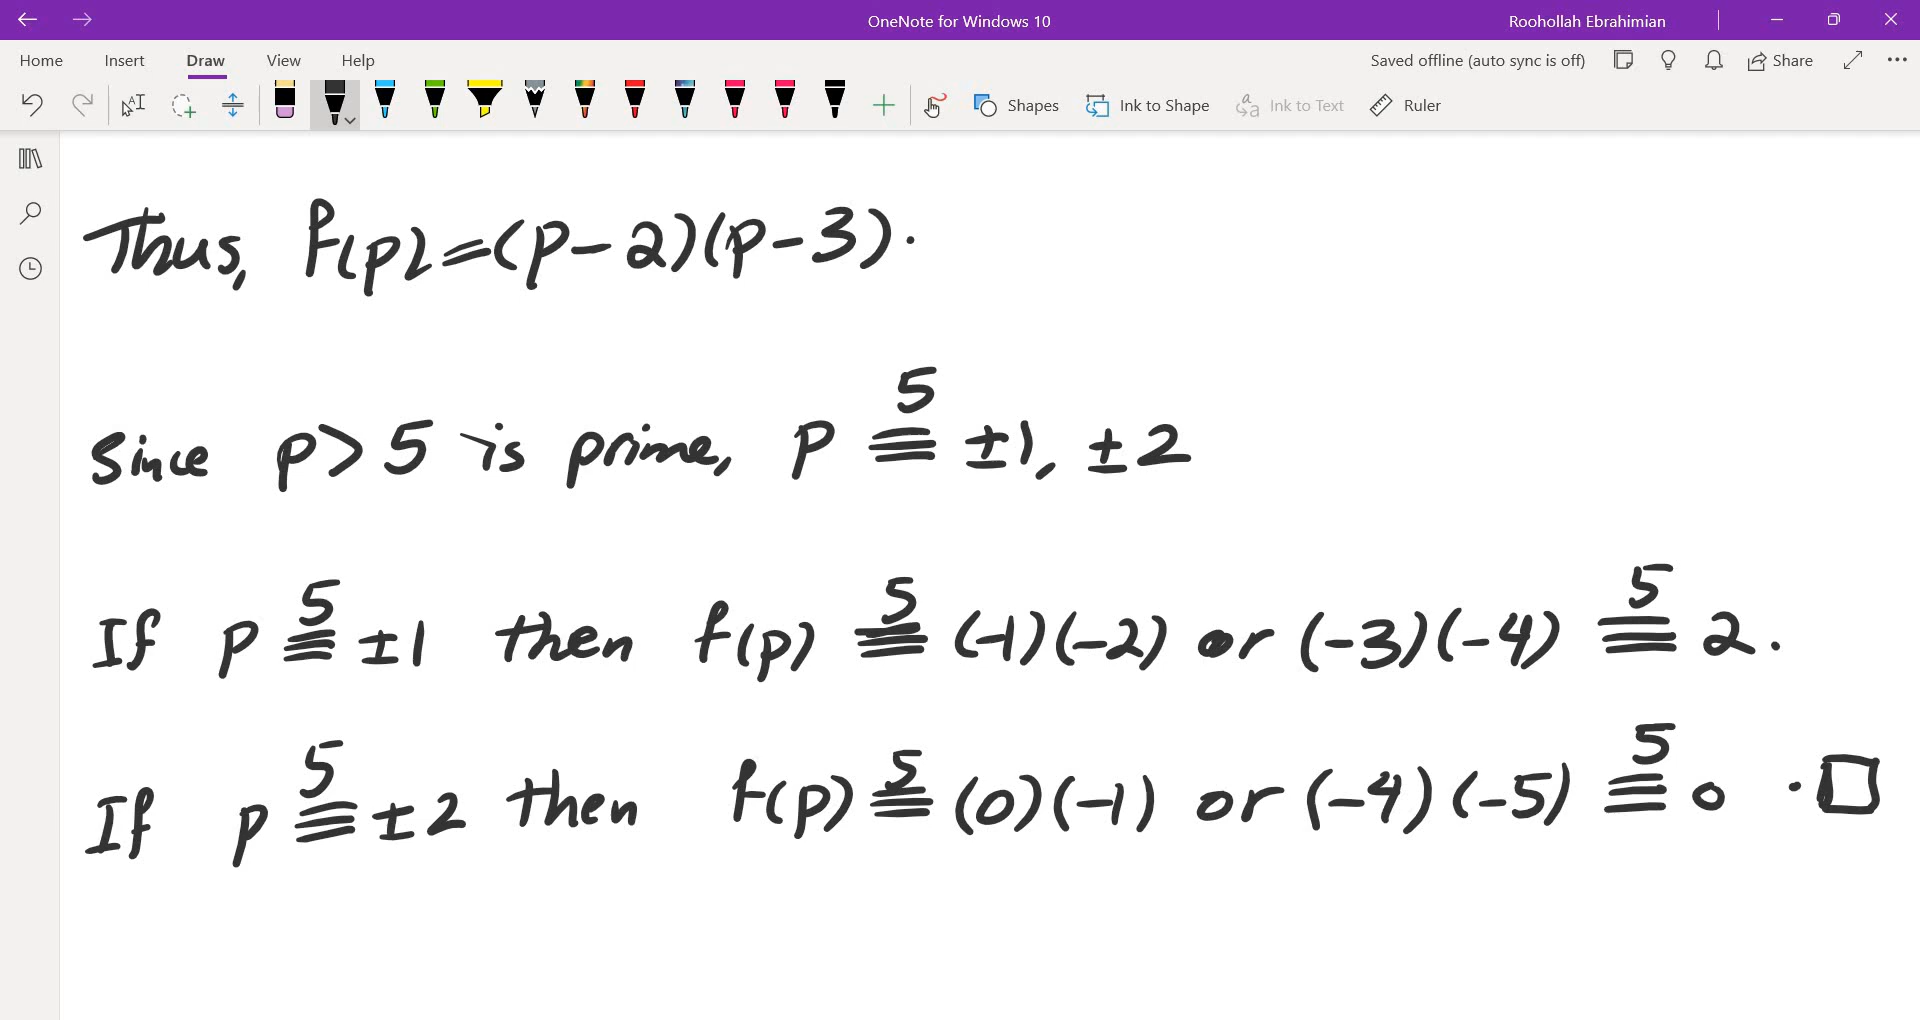 OneNote for Windows 10
Roohollah Ebrahimian
Home Insert Draw View Help Saved offline (auto sync is off) Share
Shapes Ink to Shape Ink to Text Ruler
Thus, f(p)=(p-2)(p-3).
Since p>5 is prime, p ≡⁵ ±1, ±2
If p ≡⁵ ±1 then f(p) ≡⁵ (-1)(-2) or (-3)(-4) ≡⁵ 2.
If p ≡⁵ ±2 then f(p) ≡⁵ (0)(-1) or (-4)(-5) ≡⁵ 0 . □